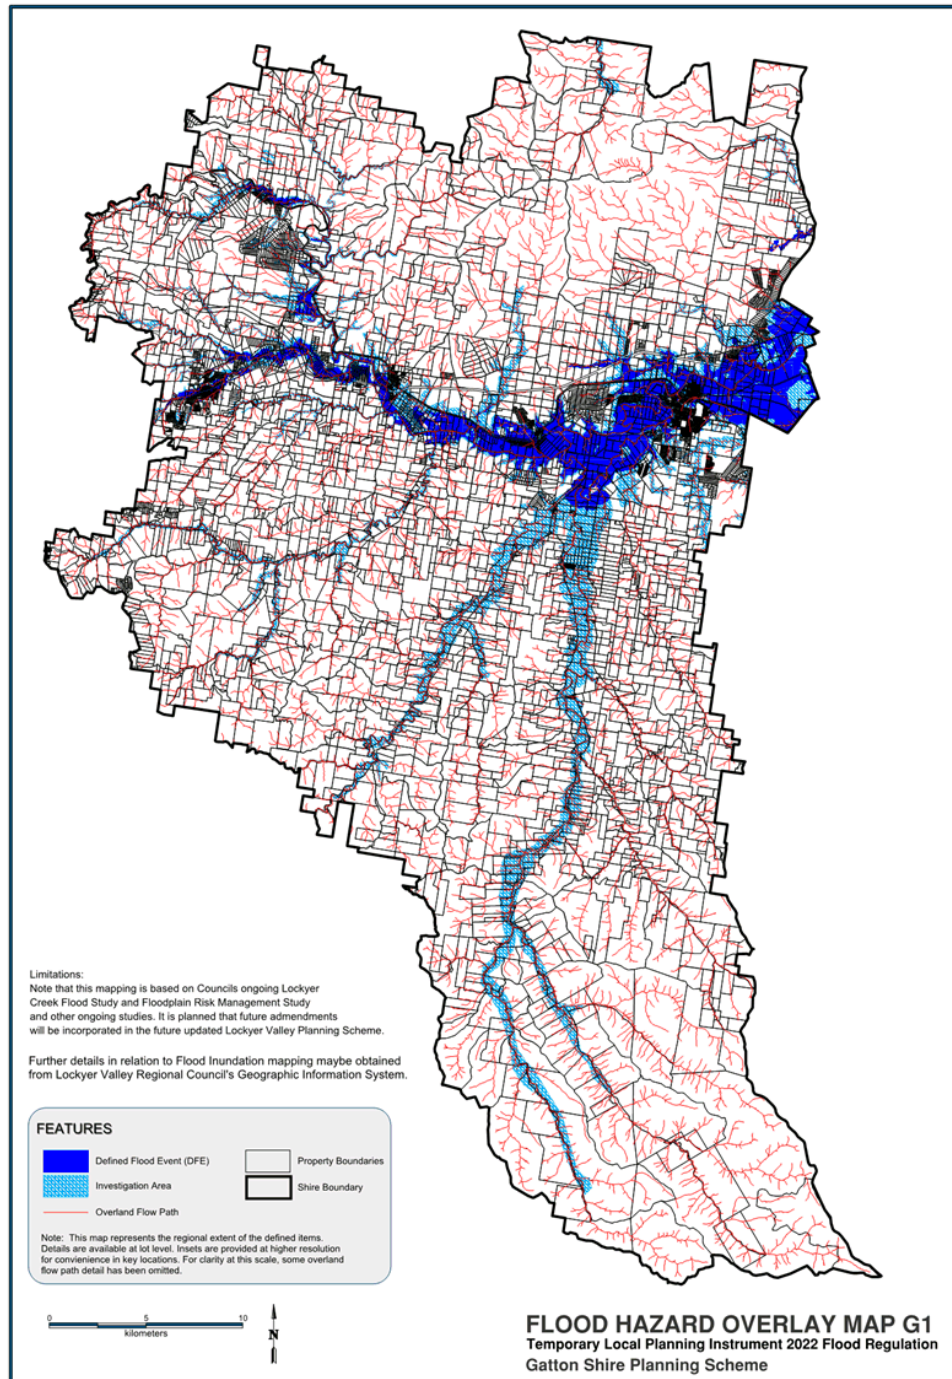 Limitations:
Note that this mapping is based on Councils ongoing Lockyer
Creek Flood Study and Floodplain Risk Management Study
and other ongoing studies. It is planned that future admendments
will be incorporated in the future updated Lockyer Valley Planning Scheme.
Further details in relation to Flood Inundation mapping maybe obtained
from Lockyer Valley Regional Council's Geographic Information System.
FEATURES
Defined Flood Event (DFE)
Property Boundaries
Investigation Area
Shire Boundary
Overland Flow Path
Note: This map represents the regional extent of the defined items.
Details are available at lot level. Insets are provided at higher resolution
for convienience in key locations. For clarity at this scale, some overland
flow path detail has been omitted.
0 5 10
kilometers
N
FLOOD HAZARD OVERLAY MAP G1
Temporary Local Planning Instrument 2022 Flood Regulation
Gatton Shire Planning Scheme